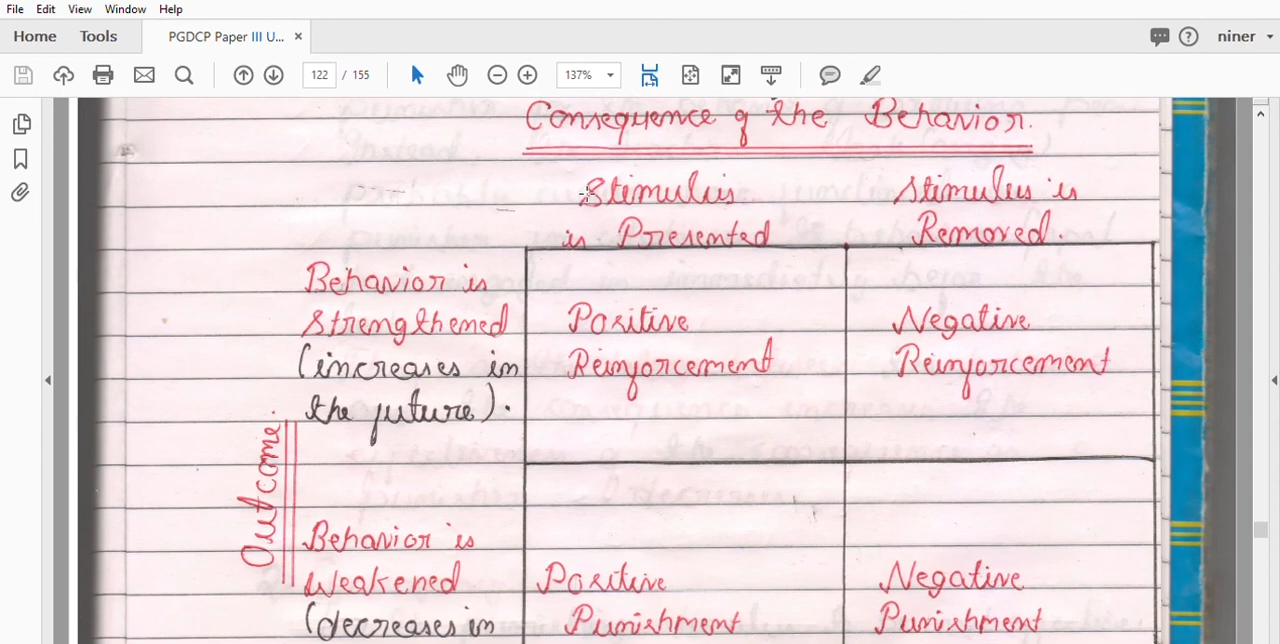 File Edit View Window Help
Home Tools PGDCP Paper III U... × niner
122 / 155 137%
Consequence of the Behavior.
Stimulus Stimulus is
is Presented Removed.
Behavior is
Strengthened Positive Negative
(increases in Reinforcement Reinforcement
the future).
Outcome.
Behavior is
Weakened Positive Negative
(decreases in Punishment Punishment